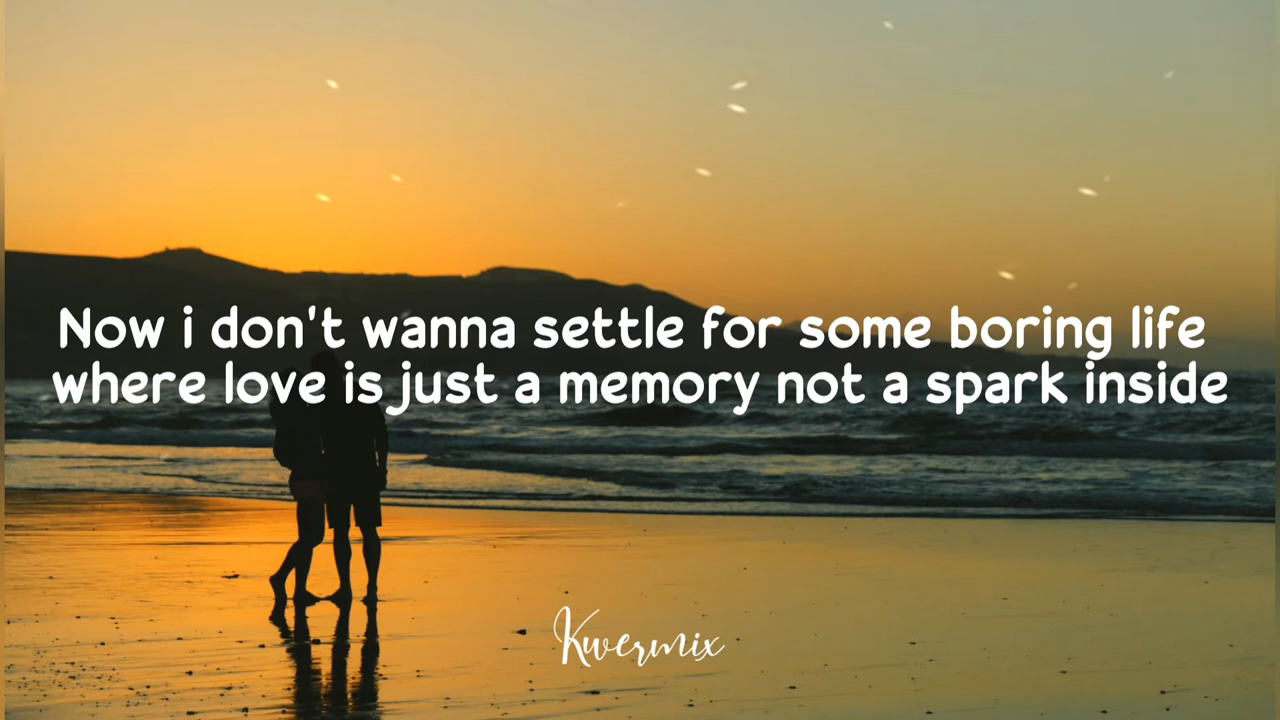 Now i don't wanna settle for some boring life
where love is just a memory not a spark inside
Kwermix